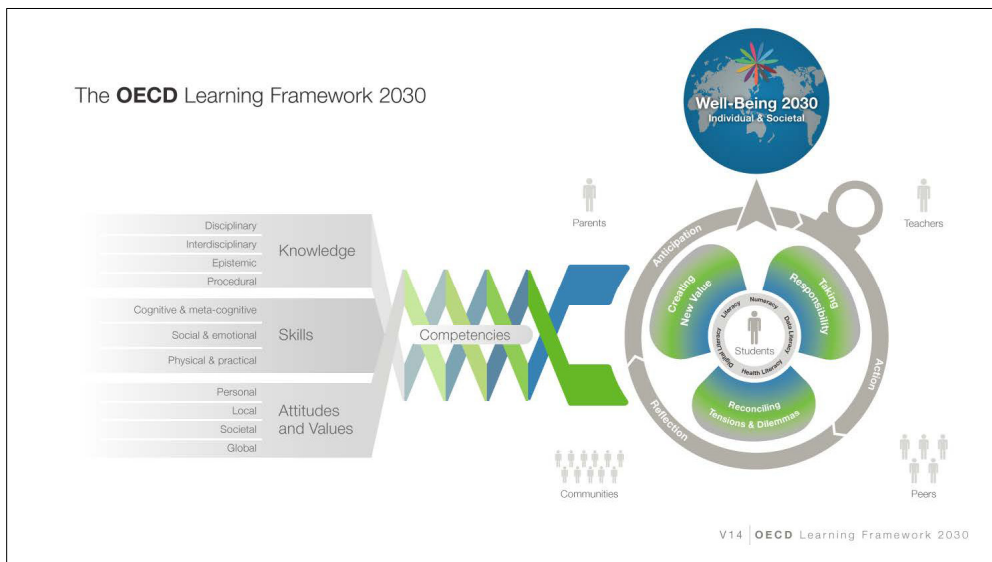 The OECD Learning Framework 2030
Well-Being 2030
Individual & Societal
Parents
Teachers
Disciplinary
Interdisciplinary
Epistemic
Procedural
Knowledge
Cognitive & meta-cognitive
Social & emotional
Physical & practical
Skills
Personal
Local
Societal
Global
Attitudes
and Values
Competencies
Anticipation
Action
Reflection
Creating
New Value
Taking
Responsibility
Reconciling
Tensions & Dilemmas
Literacy
Numeracy
Data Literacy
Health Literacy
Digital Literacy
Students
Communities
Peers
V14 | OECD Learning Framework 2030